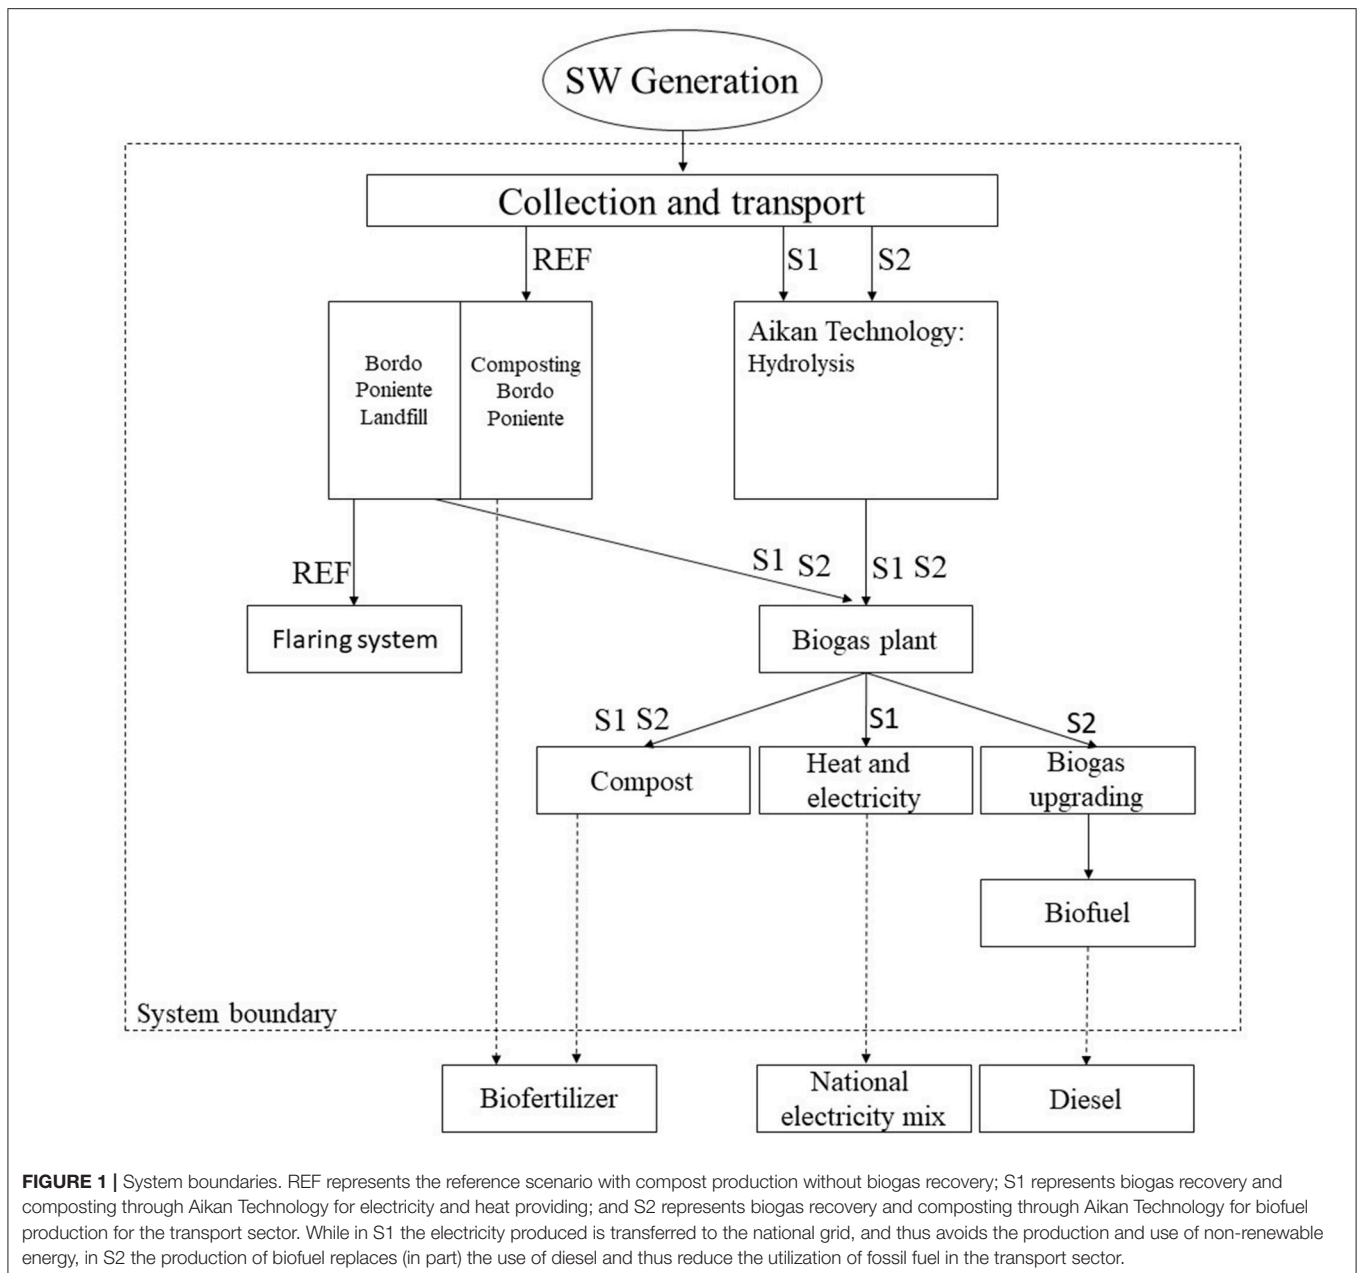 SW Generation
Collection and transport
REF
S1
S2
Bordo
Poniente
Landfill
Composting
Bordo
Poniente
Aikan Technology:
Hydrolysis
S1 S2
S1 S2
REF
Flaring system
Biogas plant
S1 S2
S1
S2
Compost
Heat and
electricity
Biogas
upgrading
Biofuel
System boundary
Biofertilizer
National
electricity mix
Diesel
FIGURE 1 | System boundaries. REF represents the reference scenario with compost production without biogas recovery; S1 represents biogas recovery and
composting through Aikan Technology for electricity and heat providing; and S2 represents biogas recovery and composting through Aikan Technology for biofuel
production for the transport sector. While in S1 the electricity produced is transferred to the national grid, and thus avoids the production and use of non-renewable
energy, in S2 the production of biofuel replaces (in part) the use of diesel and thus reduce the utilization of fossil fuel in the transport sector.